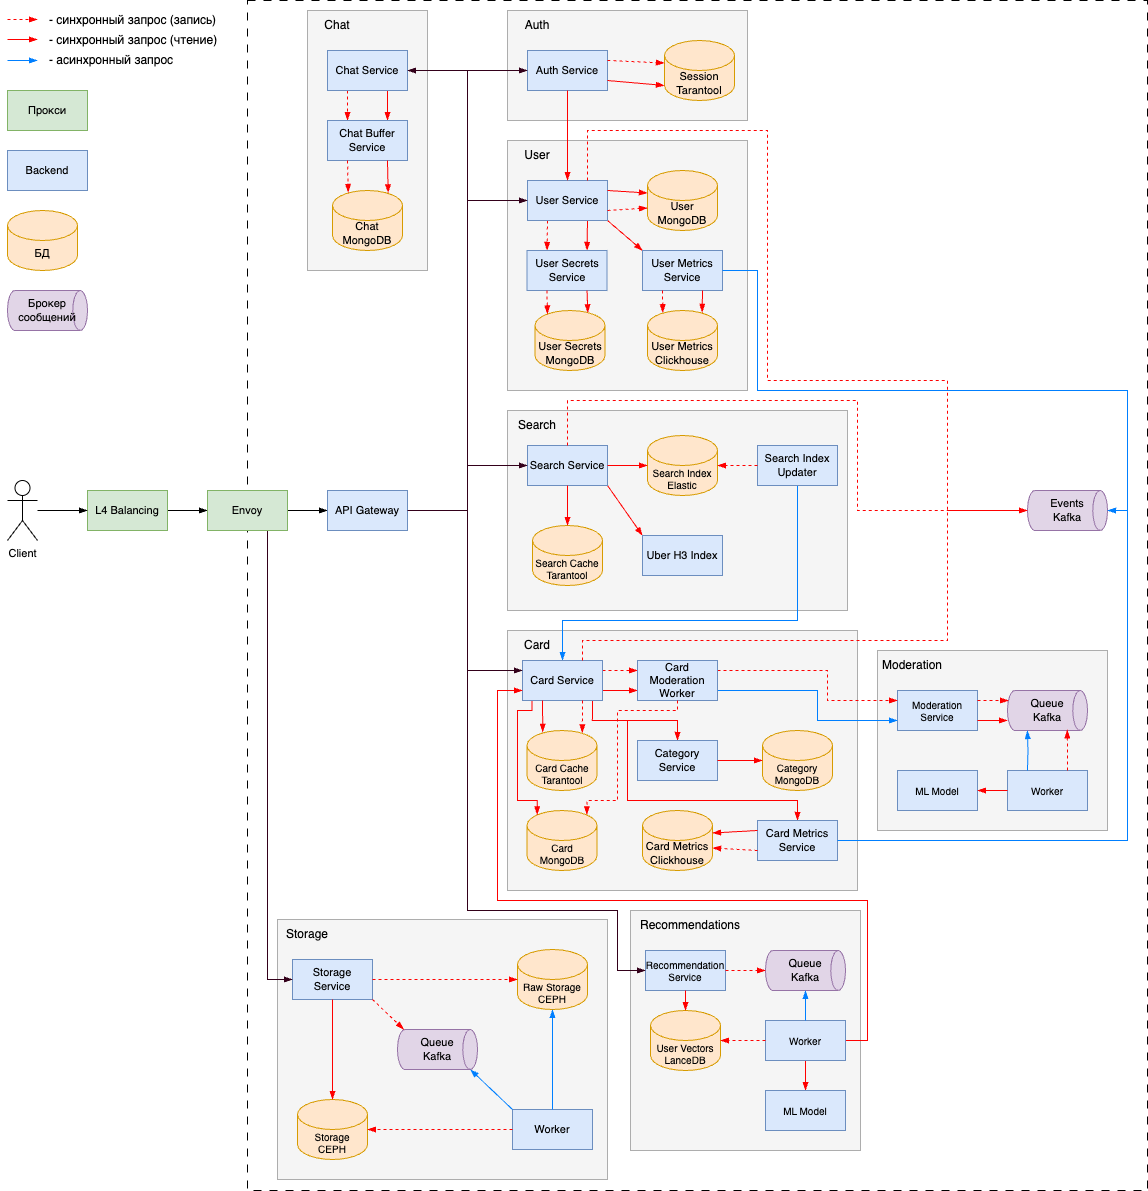 - синхронный запрос (запись)
- синхронный запрос (чтение)
- асинхронный запрос
Прокси
Backend
БД
Брокер
сообщений
Client
L4 Balancing
Envoy
API Gateway
Chat
Chat Service
Chat Buffer
Service
Chat
MongoDB
Auth
Auth Service
Session
Tarantool
User
User Service
User
MongoDB
User Secrets
Service
User Metrics
Service
User Secrets
MongoDB
User Metrics
Clickhouse
Search
Search Service
Search Index
Elastic
Search Index
Updater
Search Cache
Tarantool
Uber H3 Index
Events
Kafka
Card
Card Service
Card
Moderation
Worker
Card Cache
Tarantool
Category
Service
Category
MongoDB
Card
MongoDB
Card Metrics
Clickhouse
Card Metrics
Service
Moderation
Moderation
Service
Queue
Kafka
ML Model
Worker
Storage
Storage
Service
Raw Storage
CEPH
Queue
Kafka
Storage
CEPH
Worker
Recommendations
Recommendation
Service
Queue
Kafka
User Vectors
LanceDB
Worker
ML Model